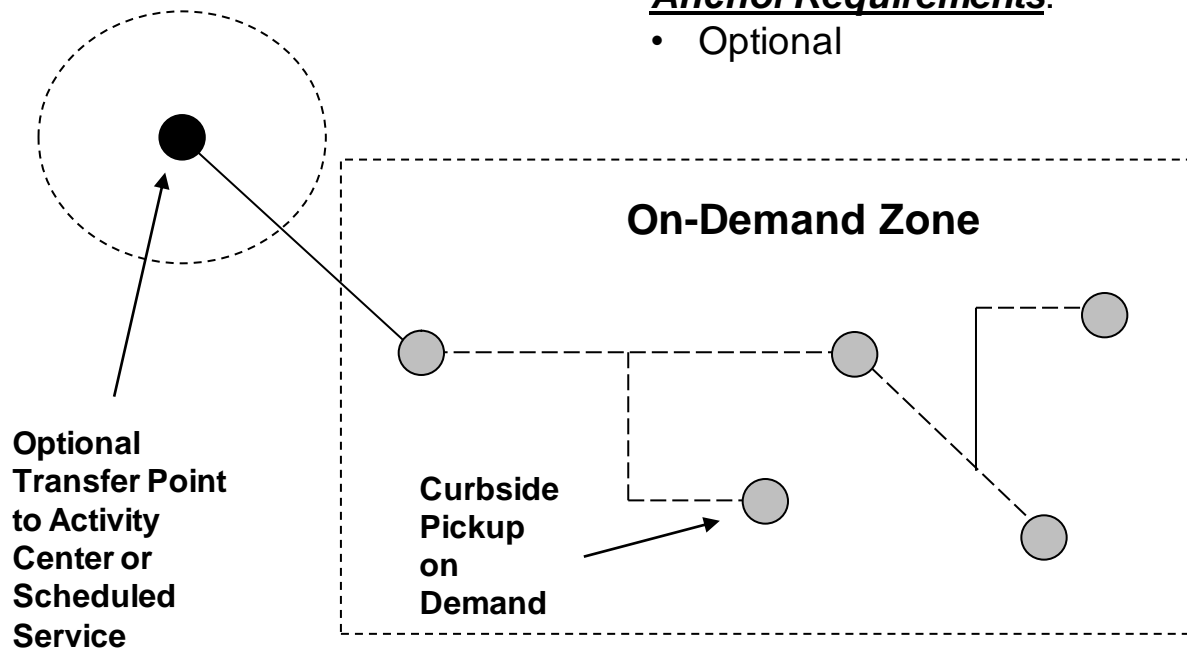 Anchor Requirements:
• Optional
On-Demand Zone
Optional
Transfer Point
to Activity
Center or
Scheduled
Service
Curbside
Pickup
on
Demand